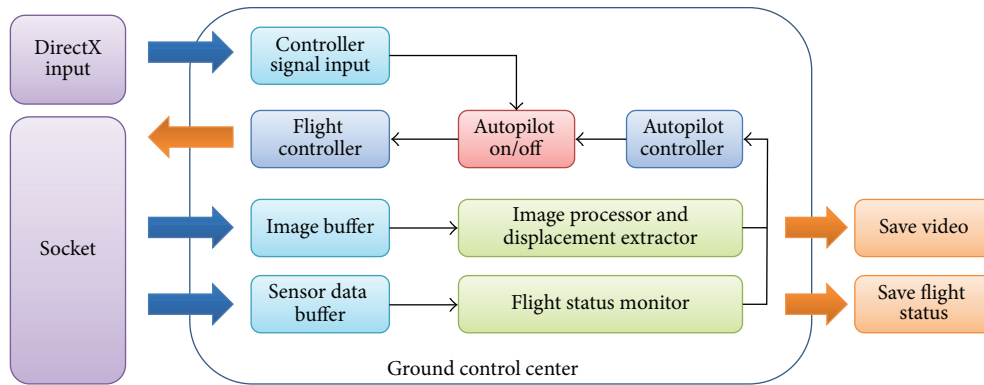 DirectX
input
Controller
signal input
Flight
controller
Autopilot
on/off
Autopilot
controller
Socket
Image buffer
Image processor and
displacement extractor
Save video
Sensor data
buffer
Flight status monitor
Save flight
status
Ground control center